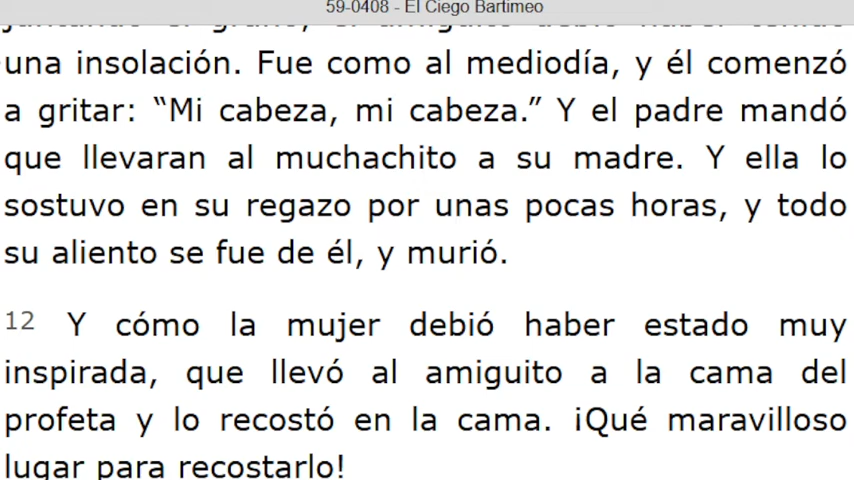 59-0408 - El Ciego Bartimeo
una insolación. Fue como al mediodía, y él comenzó
a gritar: “Mi cabeza, mi cabeza.” Y el padre mandó
que llevaran al muchachito a su madre. Y ella lo
sostuvo en su regazo por unas pocas horas, y todo
su aliento se fue de él, y murió.
12 Y cómo la mujer debió haber estado muy
inspirada, que llevó al amiguito a la cama del
profeta y lo recostó en la cama. ¡Qué maravilloso
lugar para recostarlo!